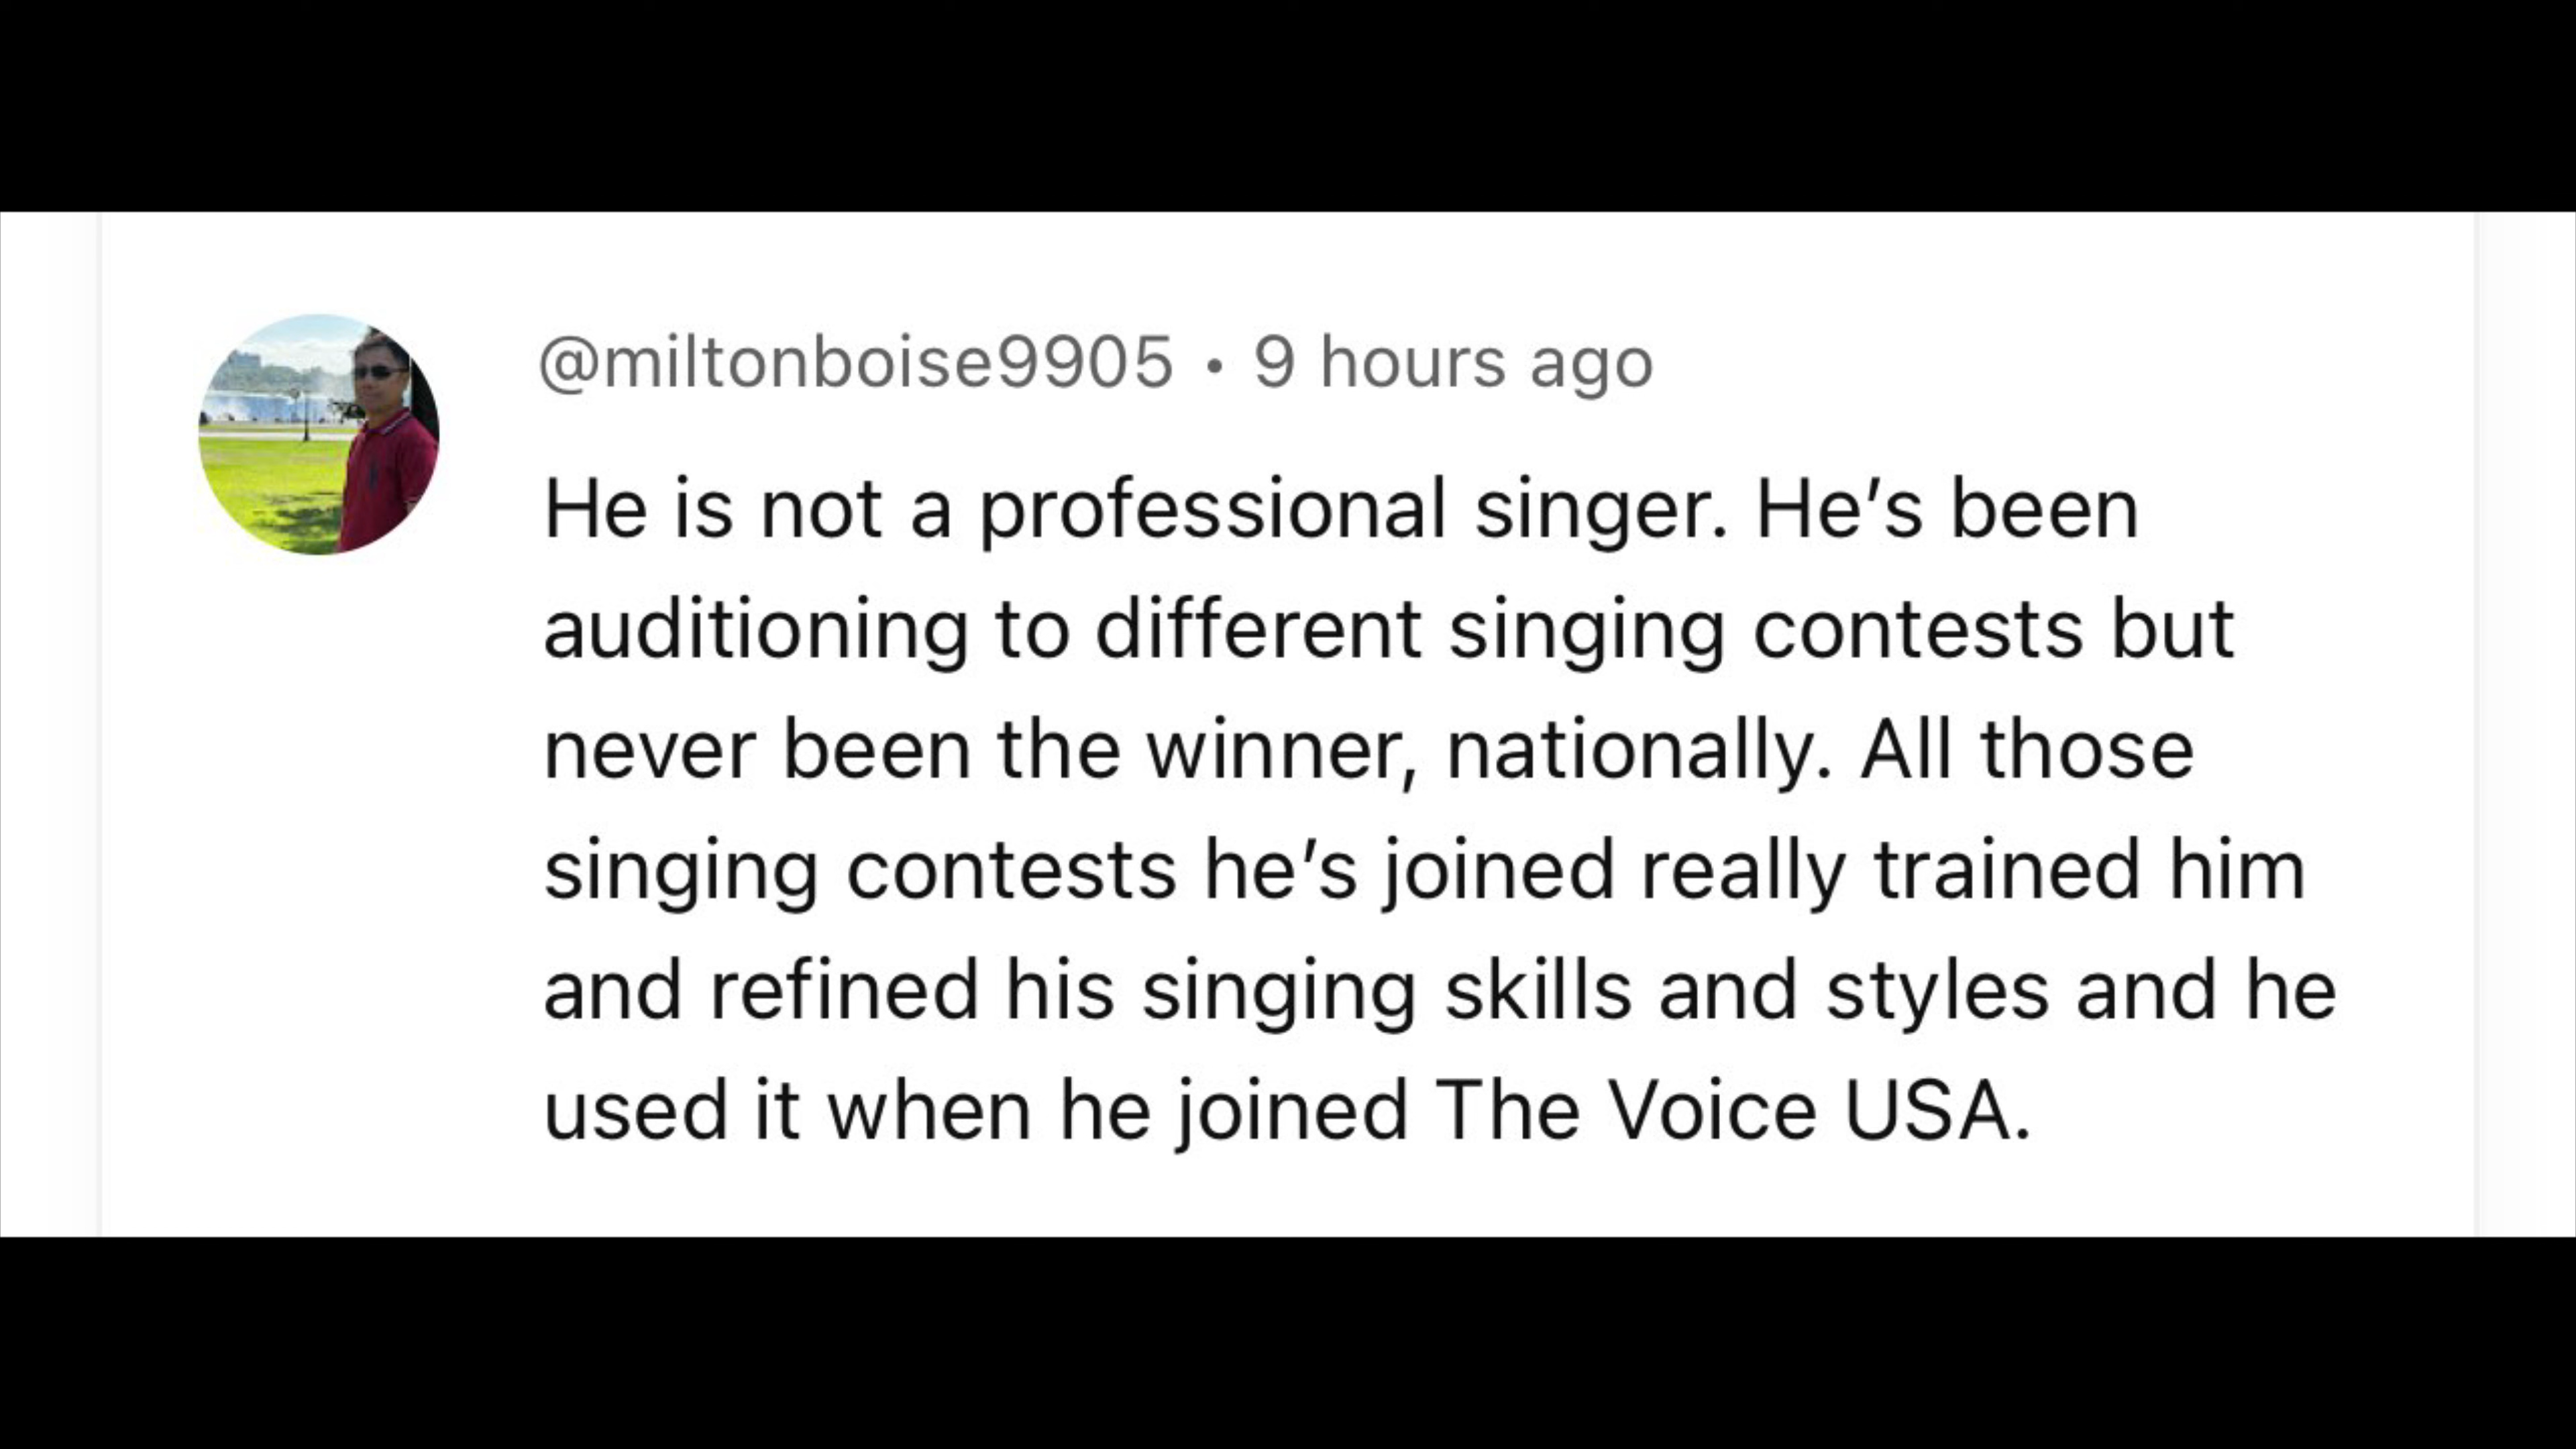 @miltonboise9905 • 9 hours ago
He is not a professional singer. He’s been
auditioning to different singing contests but
never been the winner, nationally. All those
singing contests he’s joined really trained him
and refined his singing skills and styles and he
used it when he joined The Voice USA.